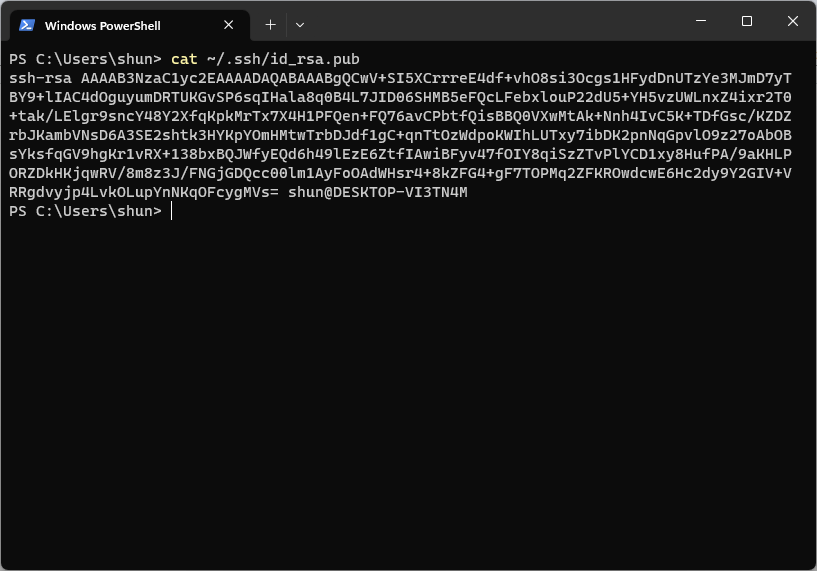 Windows PowerShell
PS C:\Users\shun> cat ~/.ssh/id_rsa.pub
ssh-rsa AAAAB3NzaC1yc2EAAAADAQABAAABgQCWV+SI5XCrrreE4df+vhO8si3Ocgs1HFydDnUTzYe3MJmD7yT
BY9+lIAC4dOguyumDRTUKGvSP6sqIHala8q0B4L7JID06SHMB5eFQcLFebxlouP22dU5+YH5vzUWLnxZ4ixr2T0
+tak/LElgr9sncY48Y2XfqKpkMrTx7X4H1PFQen+FQ76avCPbtfQisBBQ0VXwMtAk+Nnh4IvC5K+TDfGsc/KZDZ
rbJKambVNsD6A3SE2shtk3HYKpYOmHMtwTrbDJdf1gC+qnTtOzWdpoKWIhLUTxy7ibDK2pnNqGpvlO9z27oAbOB
sYksfqGV9hgKr1vRX+138bxBQJWfyEQd6h49lEzE6ZtfIAwiBFyv47fOIY8qiSzZTvPlYCD1xy8HufPA/9aKHLP
ORZDkHKjqwRV/8m8z3J/FNGjGDQcc00lm1AyFoOAdWHsr4+8kZFG4+gF7TOPMq2ZFKROwdcwE6Hc2dy9Y2GIV+V
RRgdvyjp4LvkOLupYnNKqOFcygMVs= shun@DESKTOP-VI3TN4M
PS C:\Users\shun>